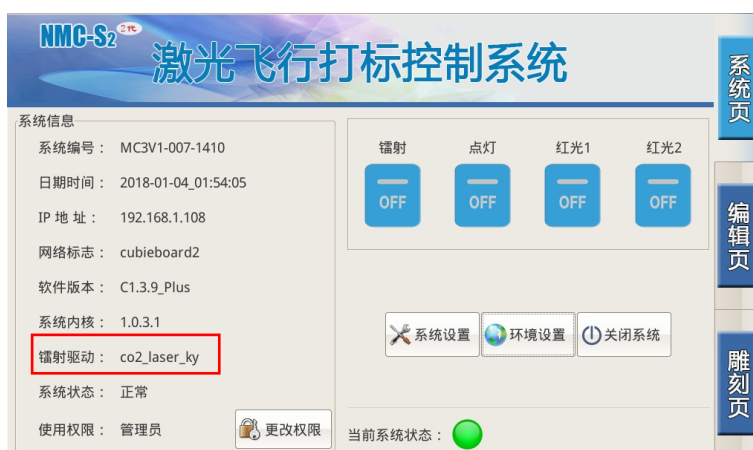 NMC-S2 2代
激光飞行打标控制系统
系统页
编辑页
雕刻页
系统信息
系统编号： MC3V1-007-1410
日期时间： 2018-01-04_01:54:05
IP 地 址： 192.168.1.108
网络标志： cubieboard2
软件版本： C1.3.9_Plus
系统内核： 1.0.3.1
镭射驱动： co2_laser_ky
系统状态： 正常
使用权限： 管理员
更改权限
镭射 点灯 红光1 红光2
OFF OFF OFF OFF
系统设置 环境设置 关闭系统
当前系统状态：